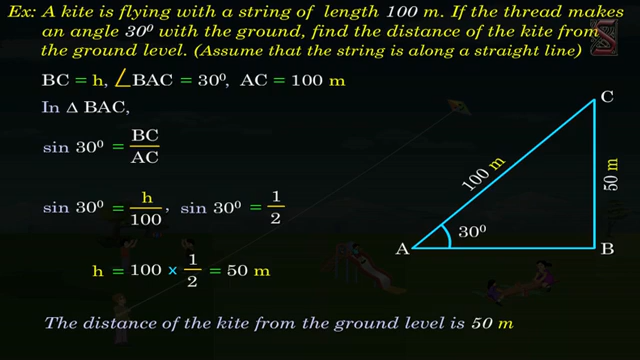 Ex: A kite is flying with a string of length 100 m. If the thread makes
an angle 30⁰ with the ground, find the distance of the kite from
the ground level. (Assume that the string is along a straight line)
BC = h, ∠BAC = 30⁰, AC = 100 m
In Δ BAC,
sin 30⁰ = BC/AC
sin 30⁰ = h/100, sin 30⁰ = 1/2
h = 100 x 1/2 = 50 m
C
100 m
50 m
30⁰
A
B
The distance of the kite from the ground level is 50 m